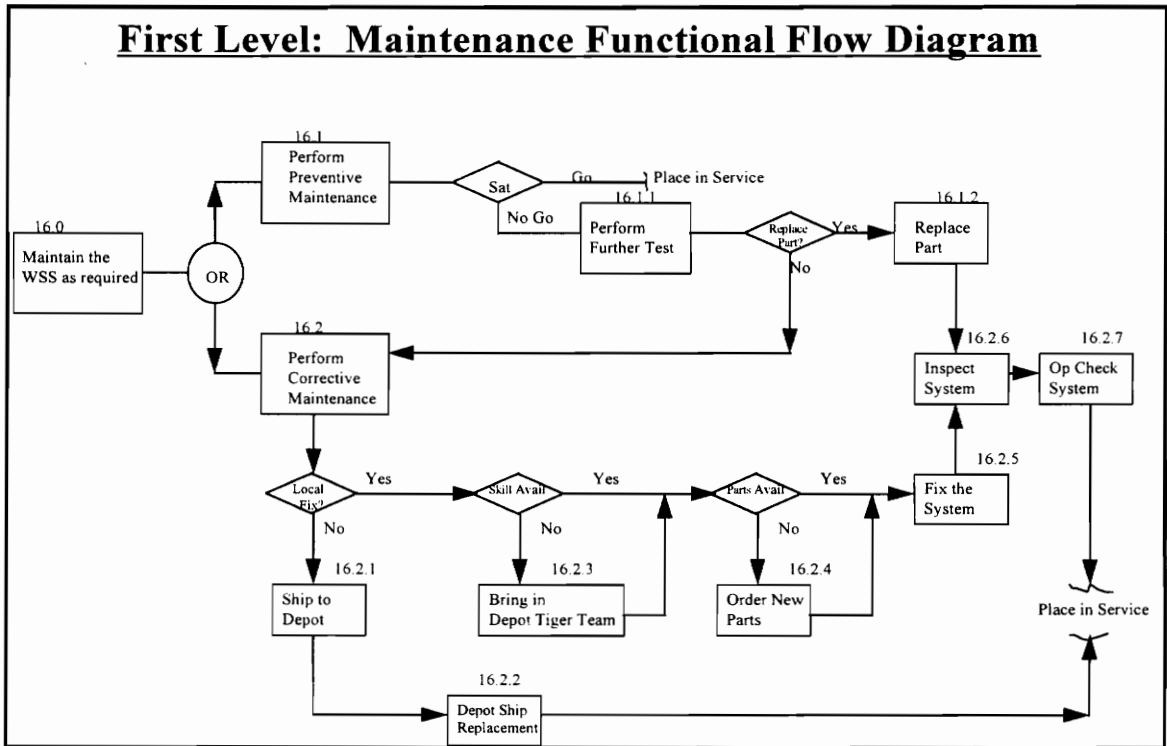 First Level: Maintenance Functional Flow Diagram
16.1
Perform
Preventive
Maintenance
Sat
Go
Place in Service
No Go
16.1.1
Perform
Further Test
Replace
Part?
Yes
No
16.1.2
Replace
Part
16.0
Maintain the
WSS as required
OR
16.2
Perform
Corrective
Maintenance
16.2.6
Inspect
System
16.2.7
Op Check
System
Local
Fix?
Yes
No
Skill Avail
Yes
No
Parts Avail
Yes
No
16.2.5
Fix the
System
16.2.1
Ship to
Depot
16.2.3
Bring in
Depot Tiger Team
16.2.4
Order New
Parts
Place in Service
16.2.2
Depot Ship
Replacement